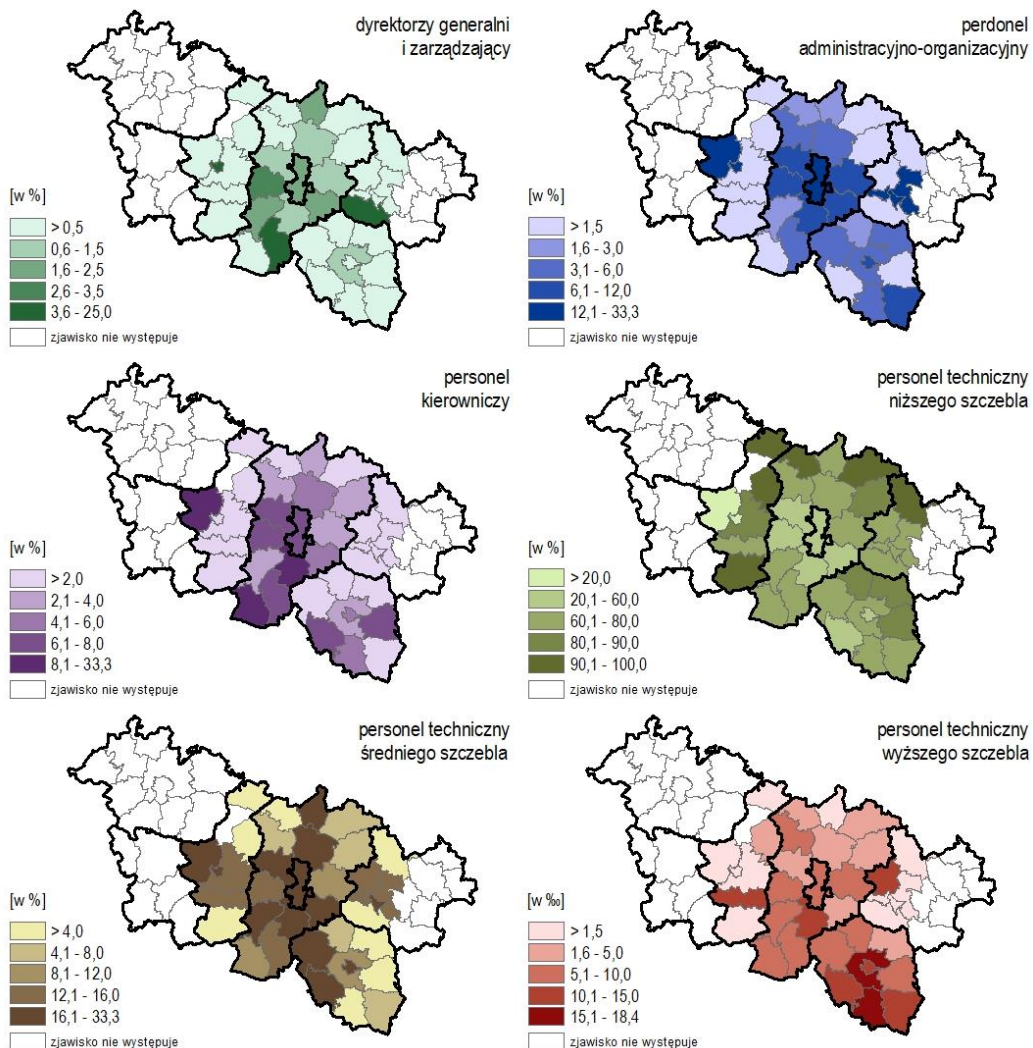 dyrektorzy generalni
i zarządzający
[w %]
> 0,5
0,6 - 1,5
1,6 - 2,5
2,6 - 3,5
3,6 - 25,0
zjawisko nie występuje
perdonel
administracyjno-organizacyjny
[w %]
> 1,5
1,6 - 3,0
3,1 - 6,0
6,1 - 12,0
12,1 - 33,3
zjawisko nie występuje
personel
kierowniczy
[w %]
> 2,0
2,1 - 4,0
4,1 - 6,0
6,1 - 8,0
8,1 - 33,3
zjawisko nie występuje
personel techniczny
niższego szczebla
[w %]
> 20,0
20,1 - 60,0
60,1 - 80,0
80,1 - 90,0
90,1 - 100,0
zjawisko nie występuje
personel techniczny
średniego szczebla
[w %]
> 4,0
4,1 - 8,0
8,1 - 12,0
12,1 - 16,0
16,1 - 33,3
zjawisko nie występuje
personel techniczny
wyższego szczebla
[w ‰]
> 1,5
1,6 - 5,0
5,1 - 10,0
10,1 - 15,0
15,1 - 18,4
zjawisko nie występuje